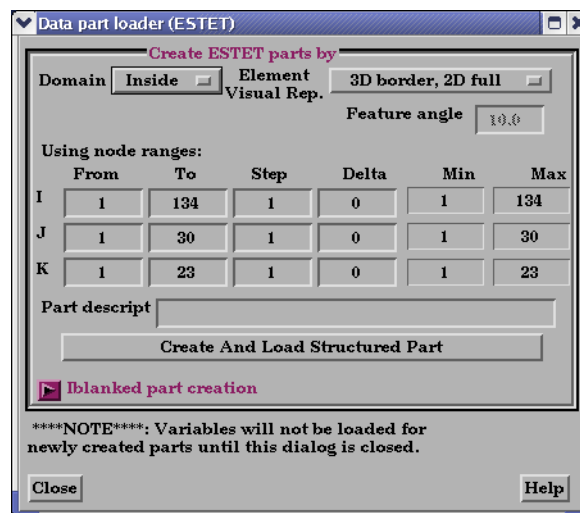 Data part loader (ESTET)
Create ESTET parts by
Domain Inside Element Visual Rep. 3D border, 2D full
Feature angle 10.0
Using node ranges:
From To Step Delta Min Max
I 1 134 1 0 1 134
J 1 30 1 0 1 30
K 1 23 1 0 1 23
Part descript
Create And Load Structured Part
Iblanked part creation
****NOTE****: Variables will not be loaded for
newly created parts until this dialog is closed.
Close Help